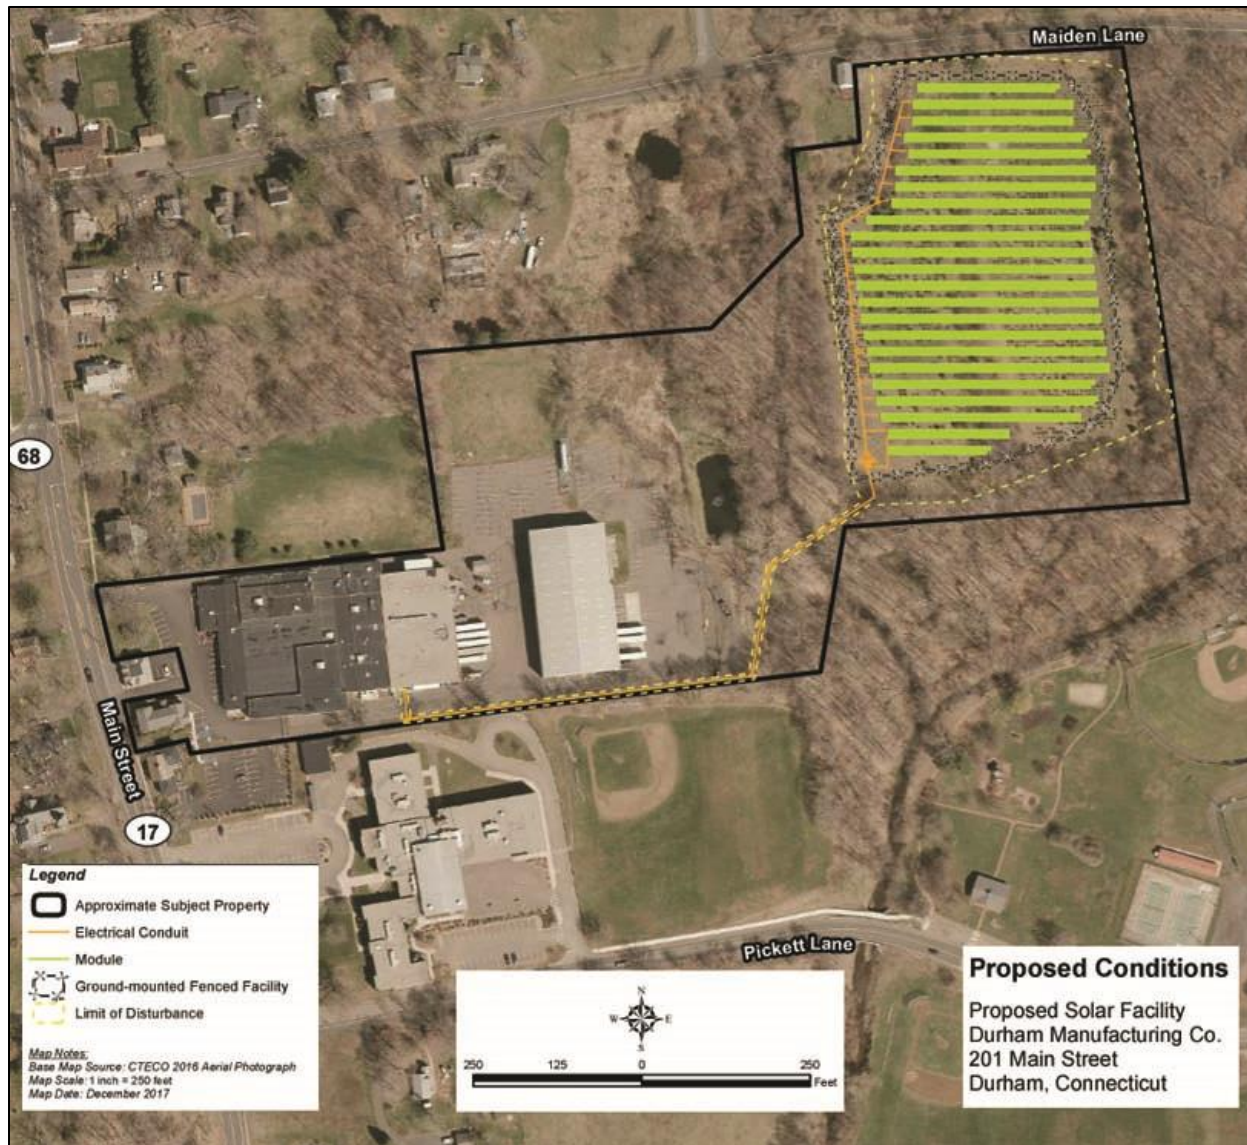 Maiden Lane
68
Main Street
17
Pickett Lane
Legend
Approximate Subject Property
Electrical Conduit
Module
Ground-mounted Fenced Facility
Limit of Disturbance
Map Notes:
Base Map Source: CTECO 2016 Aerial Photograph
Map Scale: 1 inch = 250 feet
Map Date: December 2017
N
W E
S
250 125 0 250
Feet
Proposed Conditions
Proposed Solar Facility
Durham Manufacturing Co.
201 Main Street
Durham, Connecticut